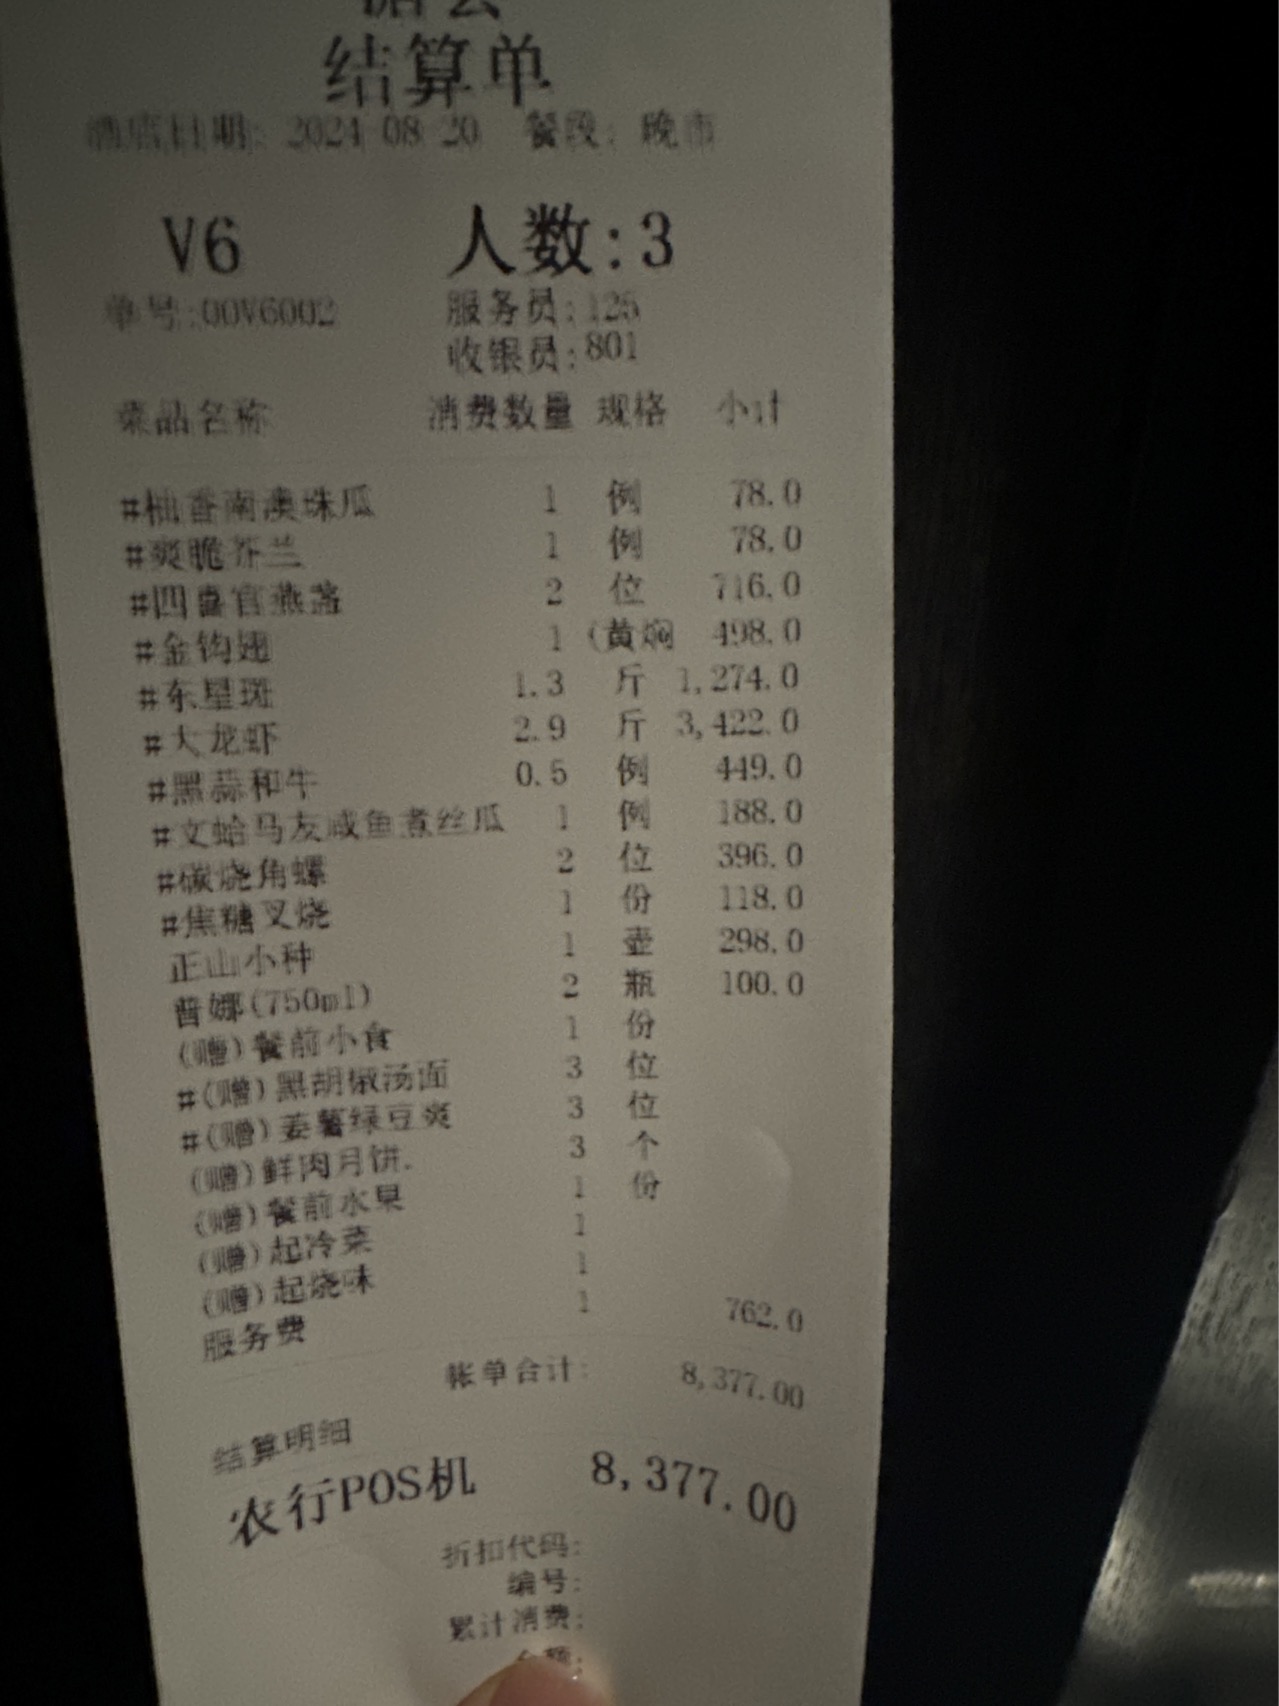 结算单
酒店日期: 2024-08-20 餐段: 晚市
V6 人数:3
单号:00V6002 服务员:125
收银员:801
菜品名称 消费数量 规格 小计
#柚香南澳珠瓜 1 例 78.0
#爽脆芥兰 1 例 78.0
#四喜官燕盏 2 位 716.0
#金钩翅 1 (黄焖 498.0
#东星斑 1.3 斤 1,274.0
#大龙虾 2.9 斤 3,422.0
#黑蒜和牛 0.5 例 449.0
#文蛤马友咸鱼煮丝瓜 1 例 188.0
#碳烧角螺 2 位 396.0
#焦糖叉烧 1 份 118.0
正山小种 1 壶 298.0
普娜(750ml) 2 瓶 100.0
(赠)餐前小食 1 份
#(赠)黑胡椒汤面 3 位
#(赠)姜薯绿豆爽 3 位
(赠)鲜肉月饼. 3 个
(赠)餐前水果 1 份
(赠)起冷菜 1
(赠)起烧味 1
服务费 1 762.0
账单合计: 8,377.00
结算明细
农行POS机 8,377.00
折扣代码:
编号:
累计消费: